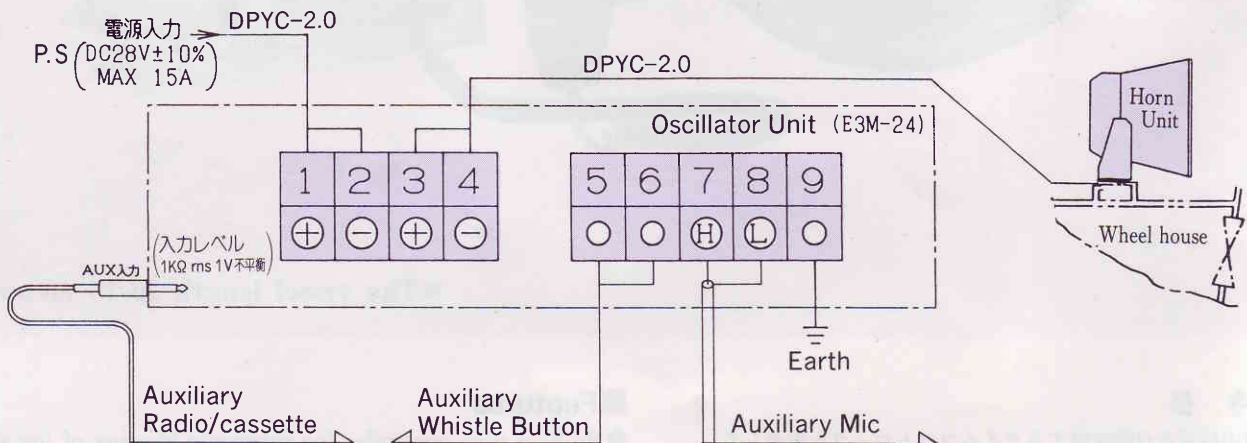 電源入力 DPYC-2.0
P.S (DC28V±10%
MAX 15A)
DPYC-2.0
Oscillator Unit (E3M-24)
Horn
Unit
Wheel house
1 2 3 4 5 6 7 8 9
⊕ ⊖ ⊕ ⊖ H L
(入力レベル
1KΩ rms 1V不平衡)
AUX入力
Earth
Auxiliary
Radio/cassette
Auxiliary
Whistle Button
Auxiliary Mic